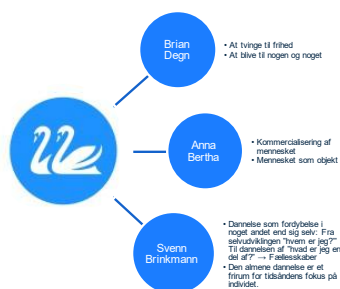 Brian
Degn
• At tvinge til frihed
• At blive til nogen og noget
Anna
Bertha
• Kommercialisering af
mennesket
• Mennesket som objekt
Svenn
Brinkmann
• Dannelse som fordybelse i
noget andet end sig selv: Fra
selvudviklingen "hvem er jeg?"
Til dannelsen af "hvad er jeg en
del af?" → Fællesskaber
• Den almene dannelse er et
frirum for tidsåndens fokus på
individet.